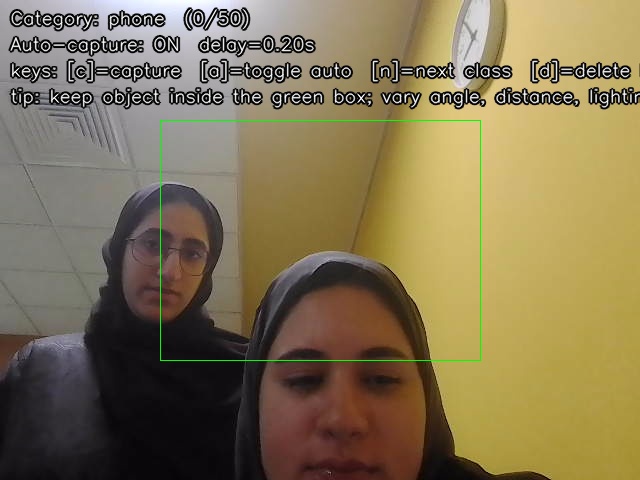 Category: phone (0/50)
Auto-capture: ON delay=0.20s
keys: [c]=capture [a]=toggle auto [n]=next class [d]=delete
tip: keep object inside the green box; vary angle, distance, lightin